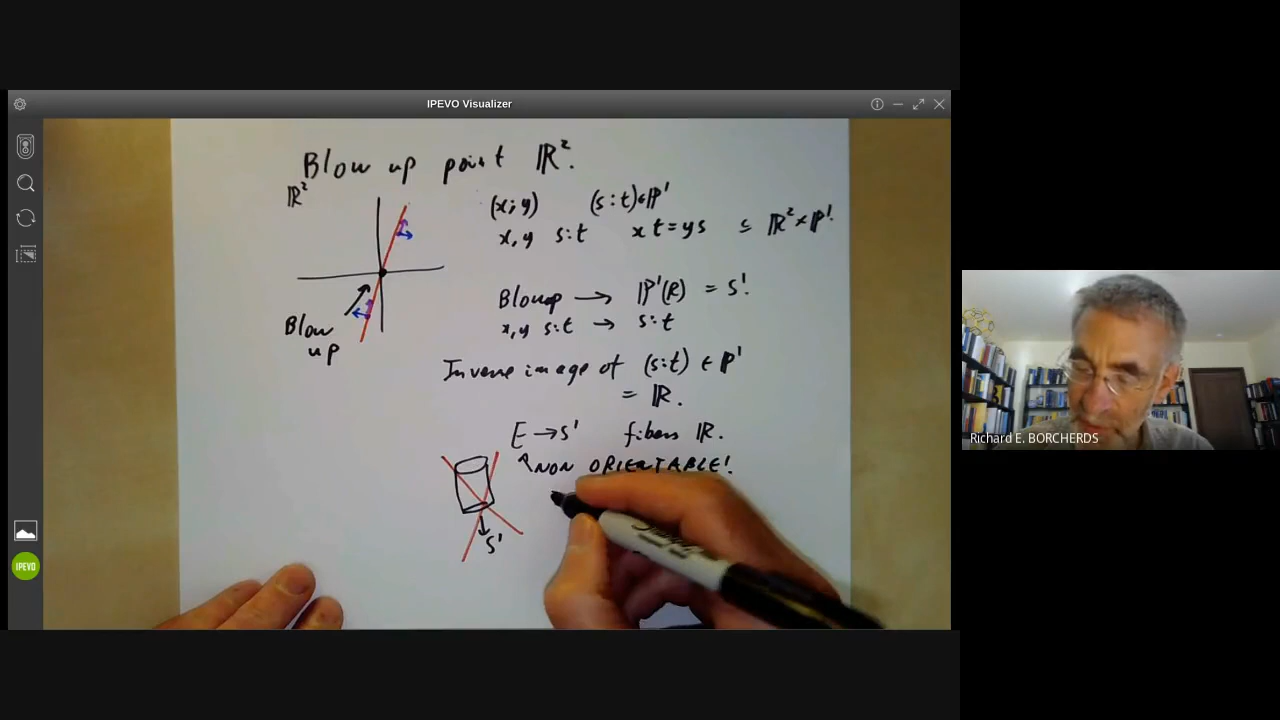 IPEVO Visualizer
Blow up point ℝ².
ℝ²
(x,y) (s:t)∈ℙ¹
x,y s:t xt=ys ⊆ ℝ²×ℙ¹.
Blow up
Blowup → ℙ¹(ℝ) = S¹.
x,y s:t → s:t
Inverse image of (s:t) ∈ ℙ¹
= ℝ.
E → S¹ fibers ℝ.
↑ NON ORIENTABLE!
↓ S¹
Richard E. BORCHERDS
IPEVO